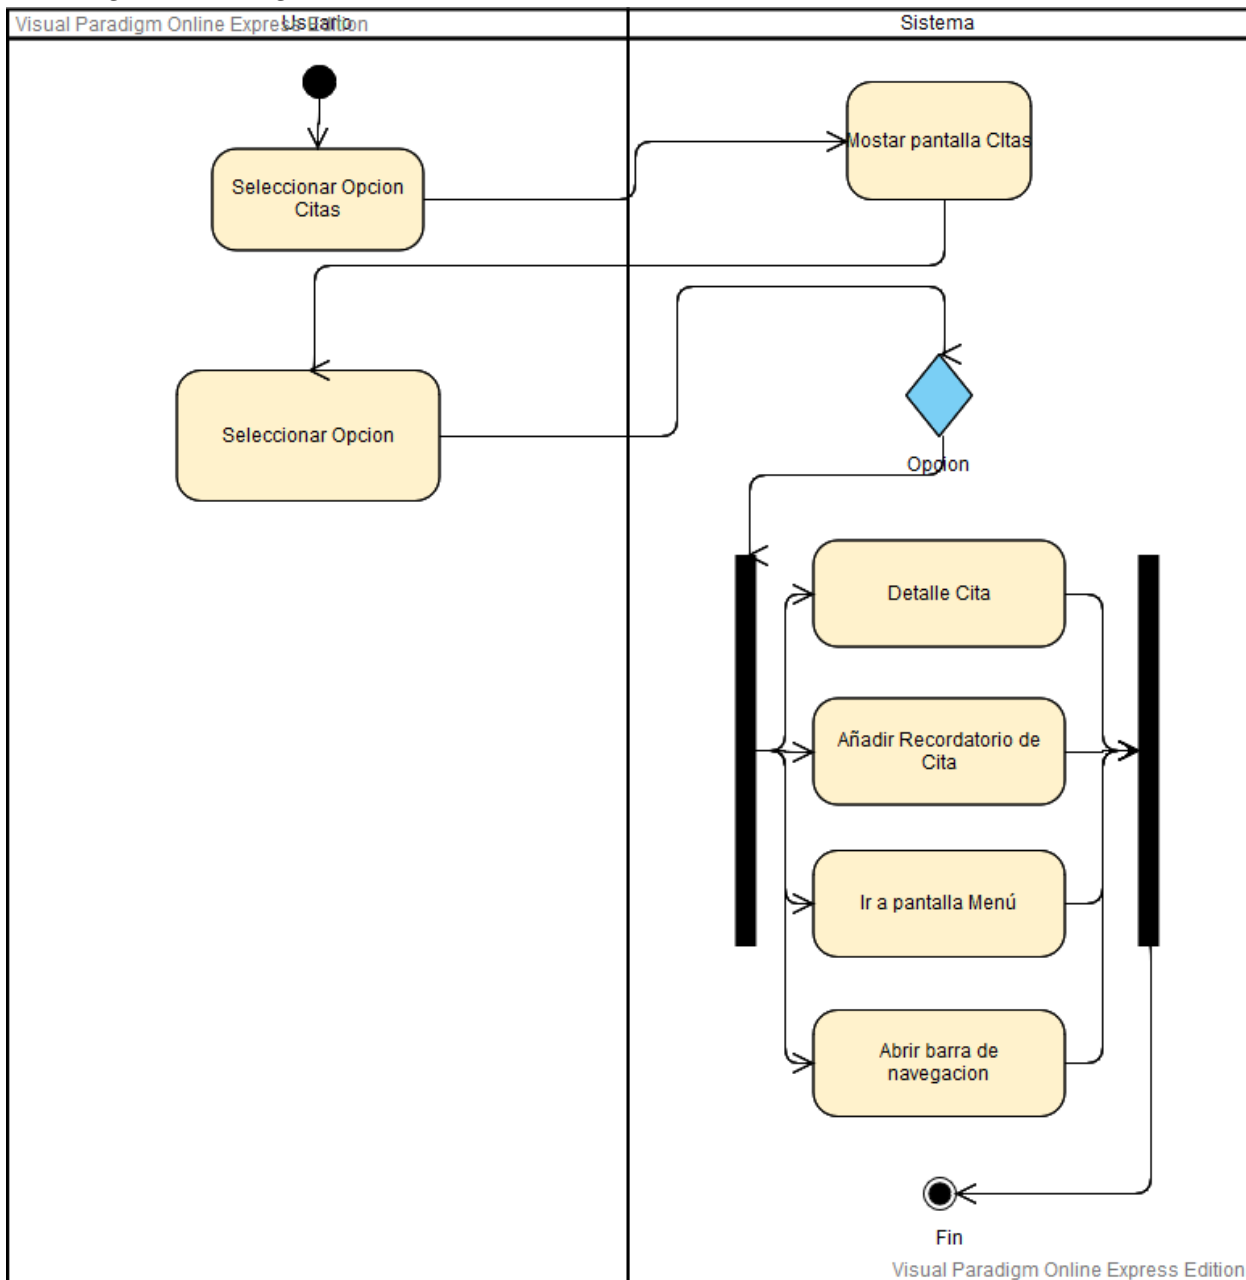 Visual Paradigm Online Express Edition
Usuario
Sistema
Mostar pantalla CItas
Seleccionar Opcion
Citas
Seleccionar Opcion
Opcion
Detalle Cita
Añadir Recordatorio de
Cita
Ir a pantalla Menú
Abrir barra de
navegacion
Fin
Visual Paradigm Online Express Edition